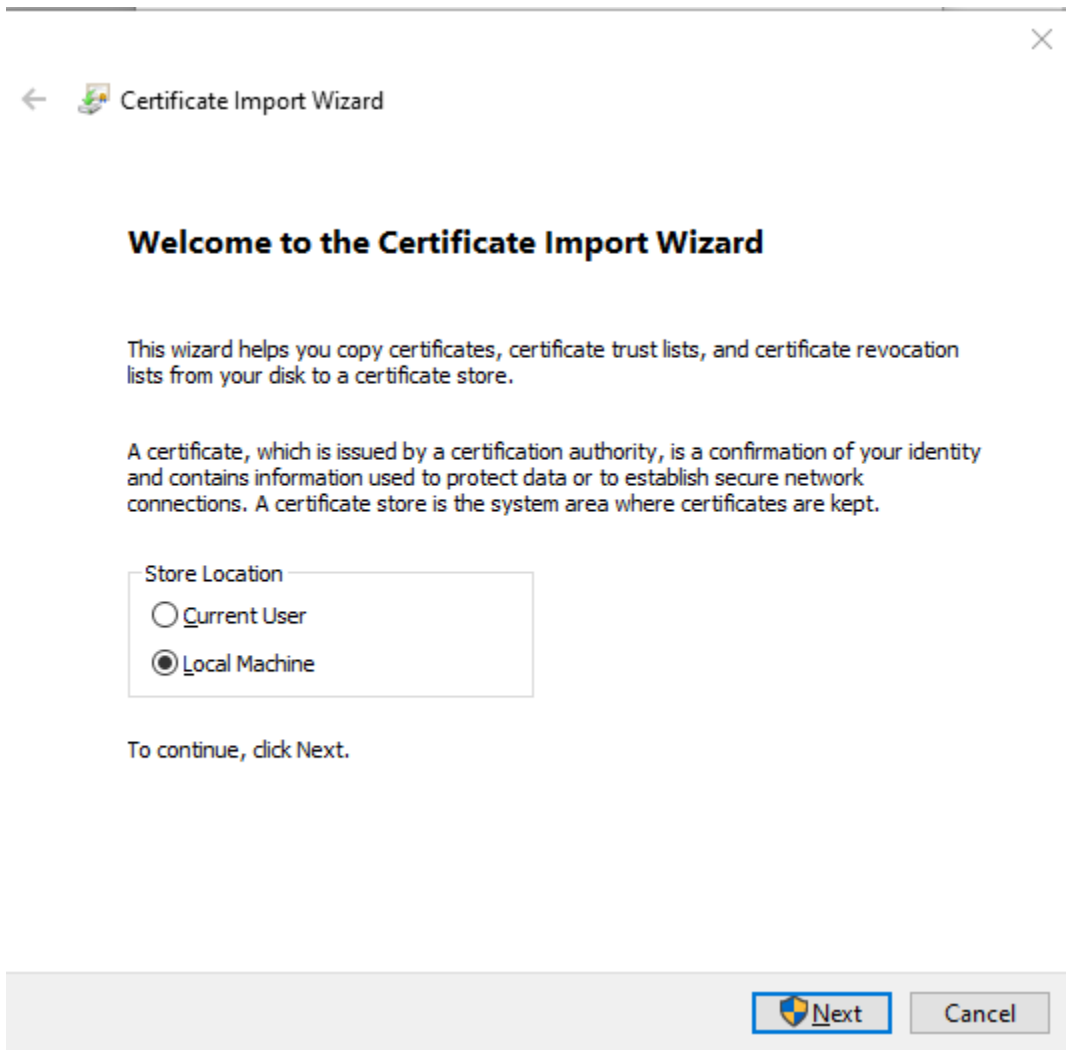 Certificate Import Wizard
Welcome to the Certificate Import Wizard
This wizard helps you copy certificates, certificate trust lists, and certificate revocation
lists from your disk to a certificate store.
A certificate, which is issued by a certification authority, is a confirmation of your identity
and contains information used to protect data or to establish secure network
connections. A certificate store is the system area where certificates are kept.
Store Location
Current User
Local Machine
To continue, click Next.
Next
Cancel